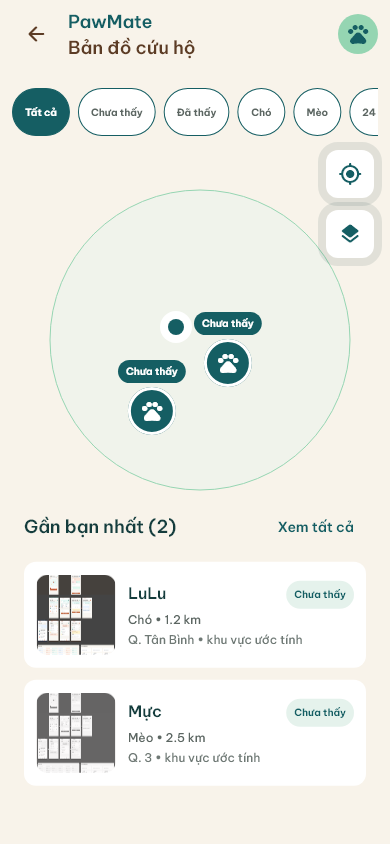 PawMate
Bản đồ cứu hộ
Tất cả
Chưa thấy
Đã thấy
Chó
Mèo
24
Chưa thấy
Chưa thấy
Gần bạn nhất (2)
Xem tất cả
LuLu
Chưa thấy
Chó • 1.2 km
Q. Tân Bình • khu vực ước tính
Mực
Chưa thấy
Mèo • 2.5 km
Q. 3 • khu vực ước tính